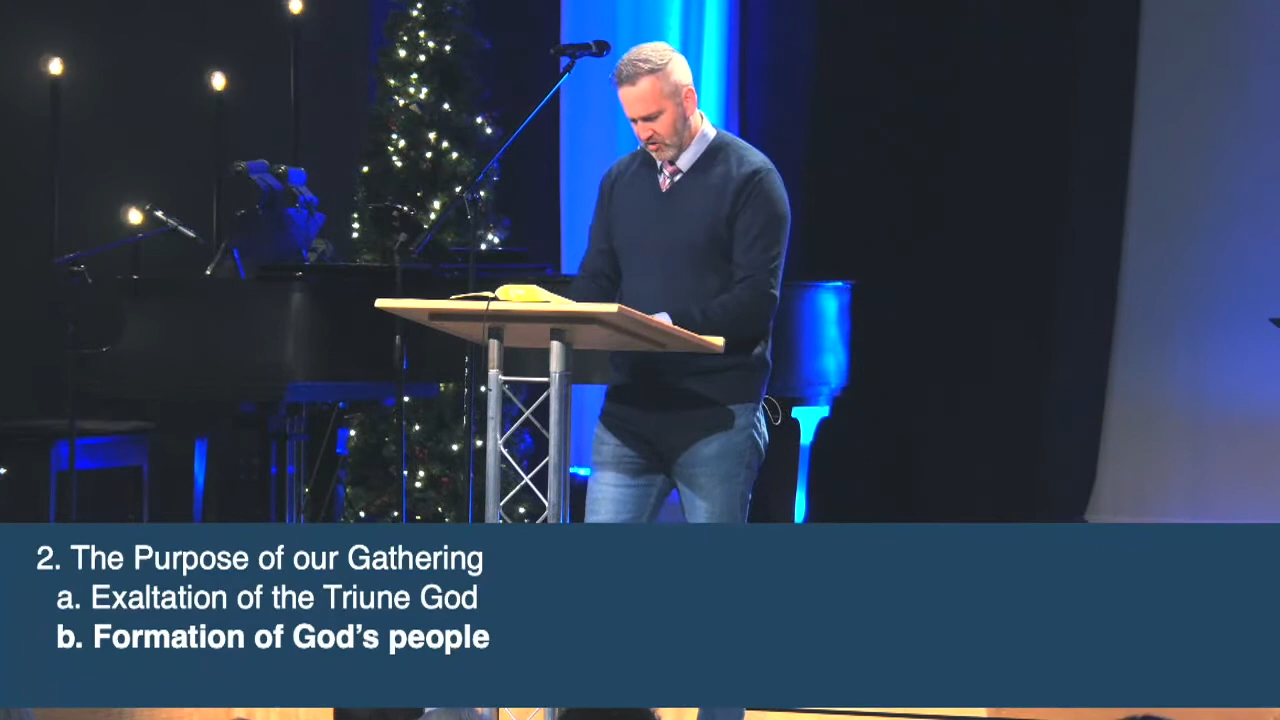 2. The Purpose of our Gathering
a. Exaltation of the Triune God
b. Formation of God's people